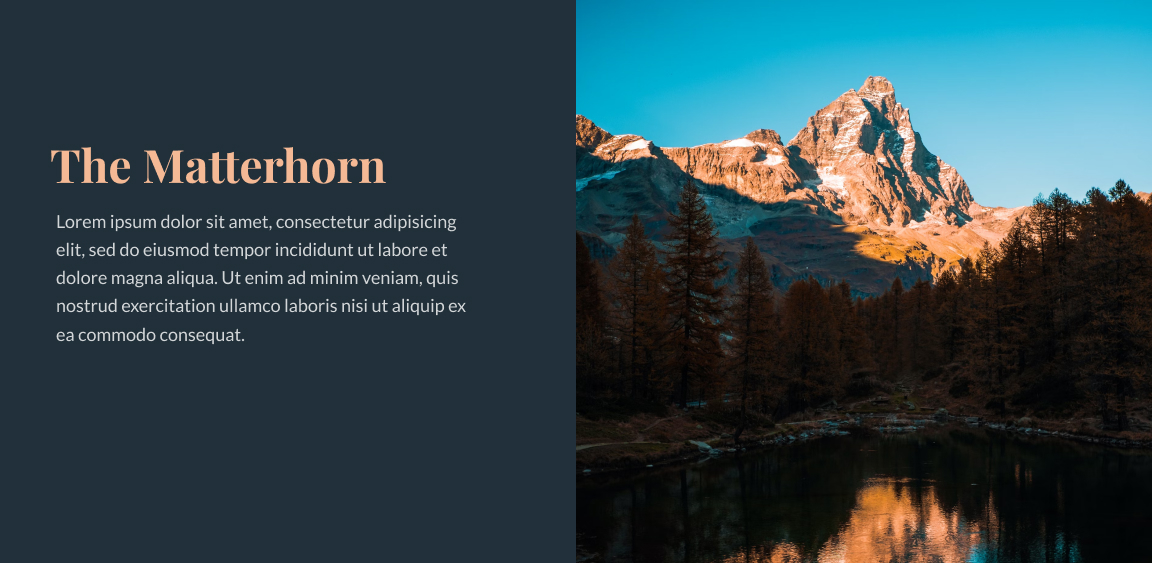 The Matterhorn
Lorem ipsum dolor sit amet, consectetur adipisicing
elit, sed do eiusmod tempor incididunt ut labore et
dolore magna aliqua. Ut enim ad minim veniam, quis
nostrud exercitation ullamco laboris nisi ut aliquip ex
ea commodo consequat.